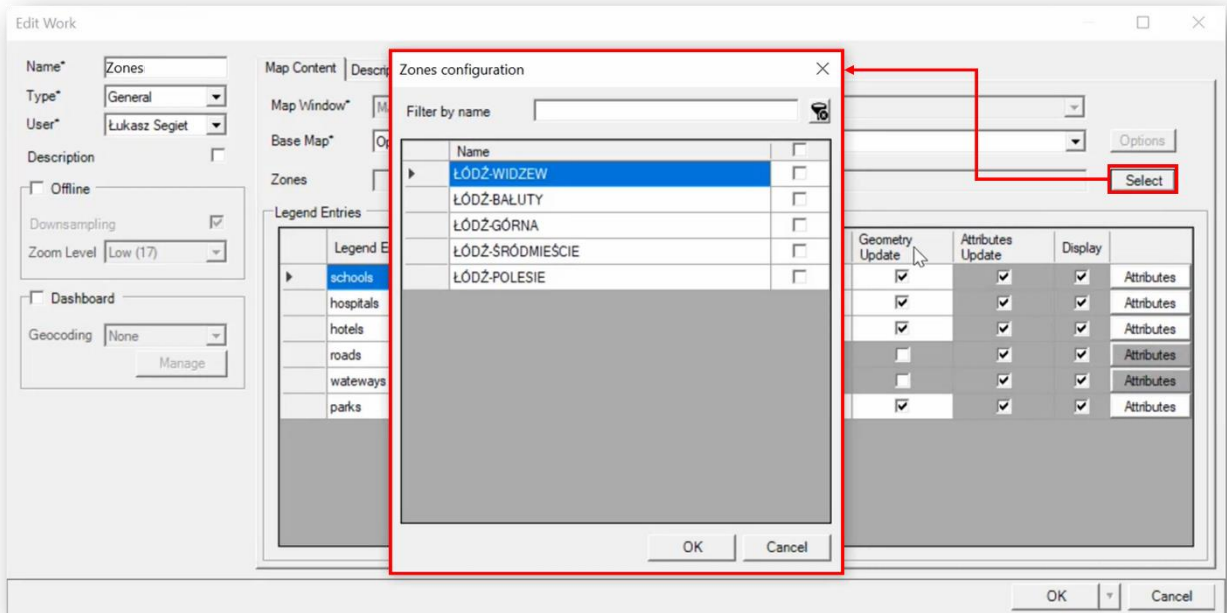 Edit Work
Name* Zones
Type* General
User* Łukasz Segiet
Description
Offline
Downsampling
Zoom Level Low (17)
Dashboard
Geocoding None
Manage
Map Content
Map Window*
Base Map*
Options
Zones
Select
Legend Entries
Geometry Update Attributes Update Display
schools Attributes
hospitals Attributes
hotels Attributes
roads Attributes
wateways Attributes
parks Attributes
Zones configuration
Filter by name
Name
ŁÓDŹ-WIDZEW
ŁÓDŹ-BAŁUTY
ŁÓDŹ-GÓRNA
ŁÓDŹ-ŚRÓDMIEŚCIE
ŁÓDŹ-POLESIE
OK Cancel
OK Cancel